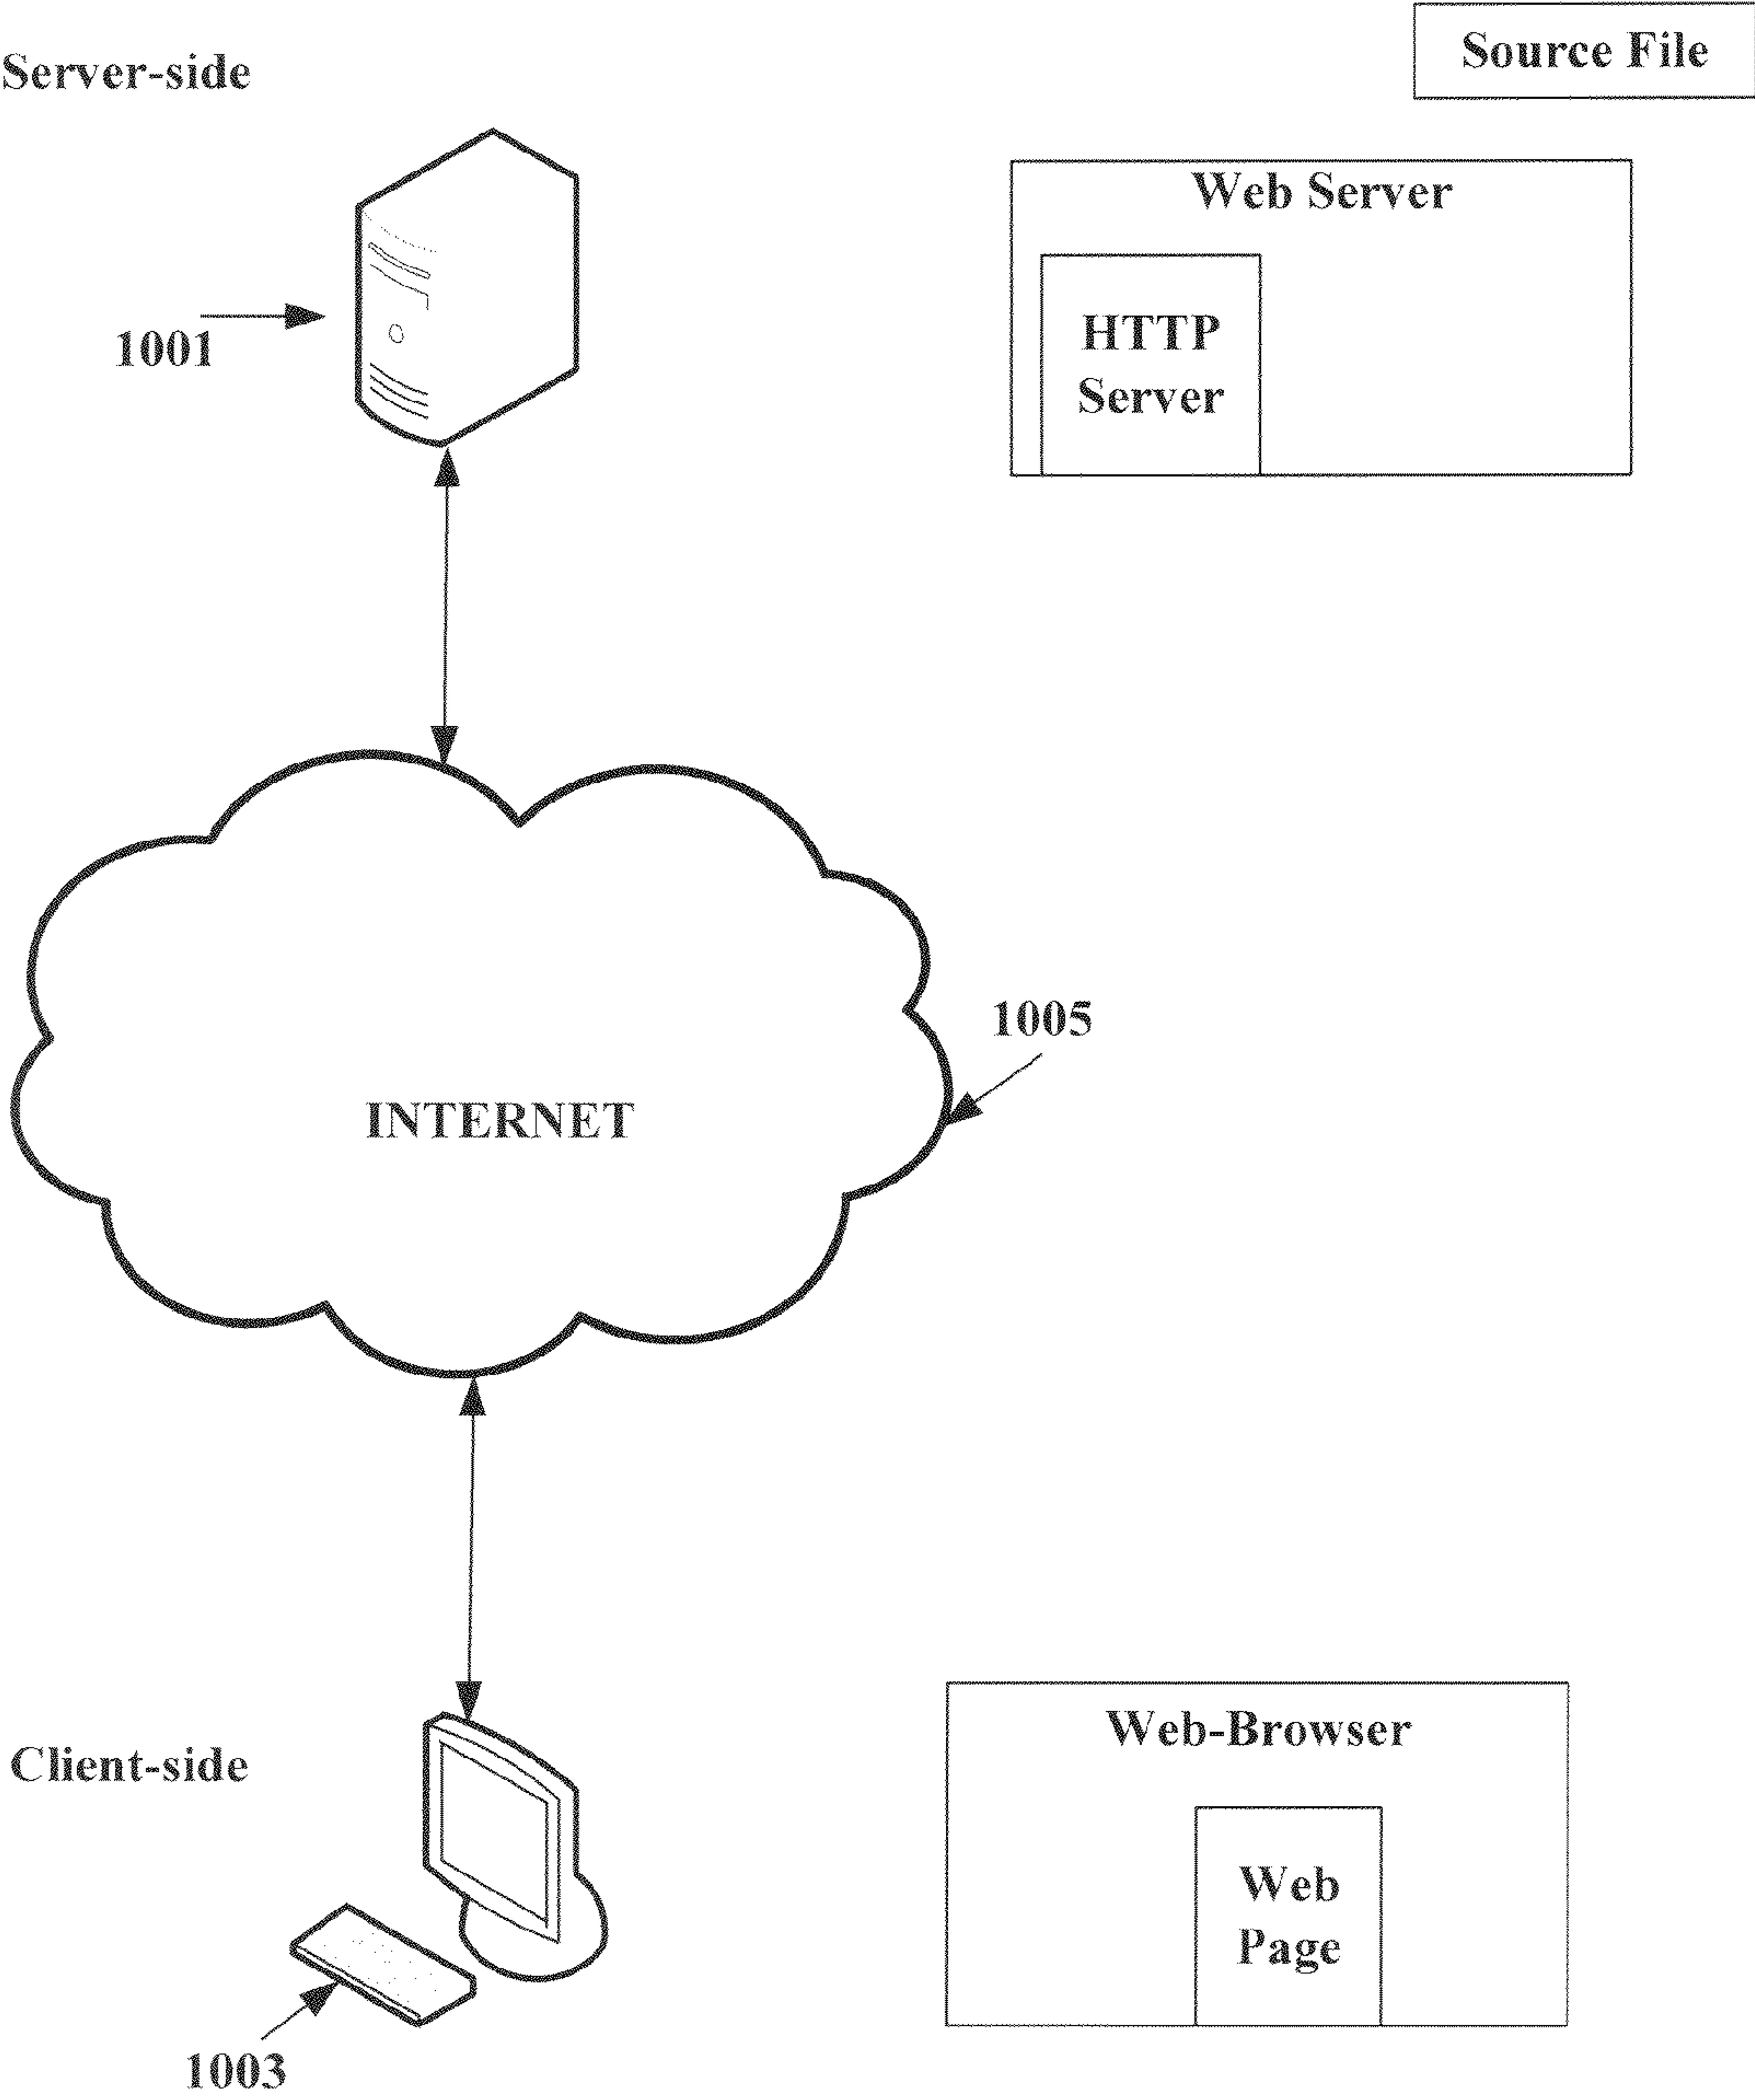 Source File
Server-side
Web Server
HTTP
Server
1001
1005
INTERNET
Web-Browser
Client-side
Web
Page
1003